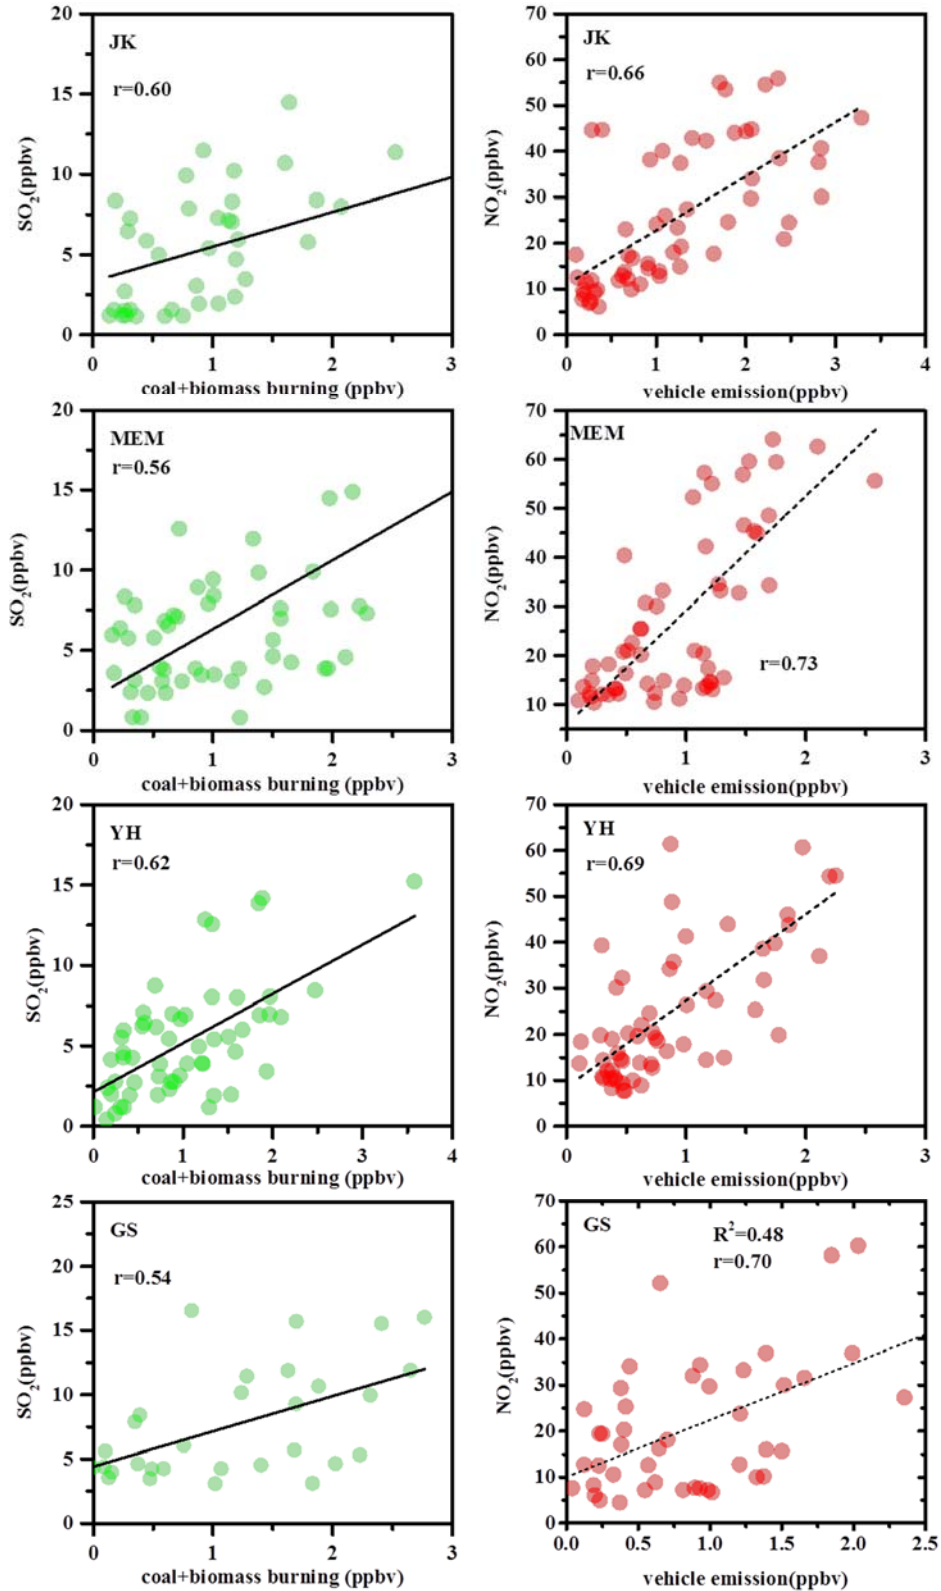 20
15
10
5
0
SO2(ppbv)
JK
r=0.60
0 1 2 3
coal+biomass burning (ppbv)
70
60
50
40
30
20
10
0
NO2(ppbv)
JK
r=0.66
0 1 2 3 4
vehicle emission(ppbv)
20
15
10
5
0
SO2(ppbv)
MEM
r=0.56
0 1 2 3
coal+biomass burning (ppbv)
70
60
50
40
30
20
10
NO2(ppbv)
MEM
r=0.73
0 1 2 3
vehicle emission(ppbv)
20
15
10
5
0
SO2(ppbv)
YH
r=0.62
0 1 2 3 4
coal+biomass burning (ppbv)
70
60
50
40
30
20
10
0
NO2(ppbv)
YH
r=0.69
0 1 2 3
vehicle emission(ppbv)
25
20
15
10
5
0
SO2(ppbv)
GS
r=0.54
0 1 2 3
coal+biomass burning (ppbv)
70
60
50
40
30
20
10
0
NO2(ppbv)
GS
R²=0.48
r=0.70
0.0 0.5 1.0 1.5 2.0 2.5
vehicle emission(ppbv)